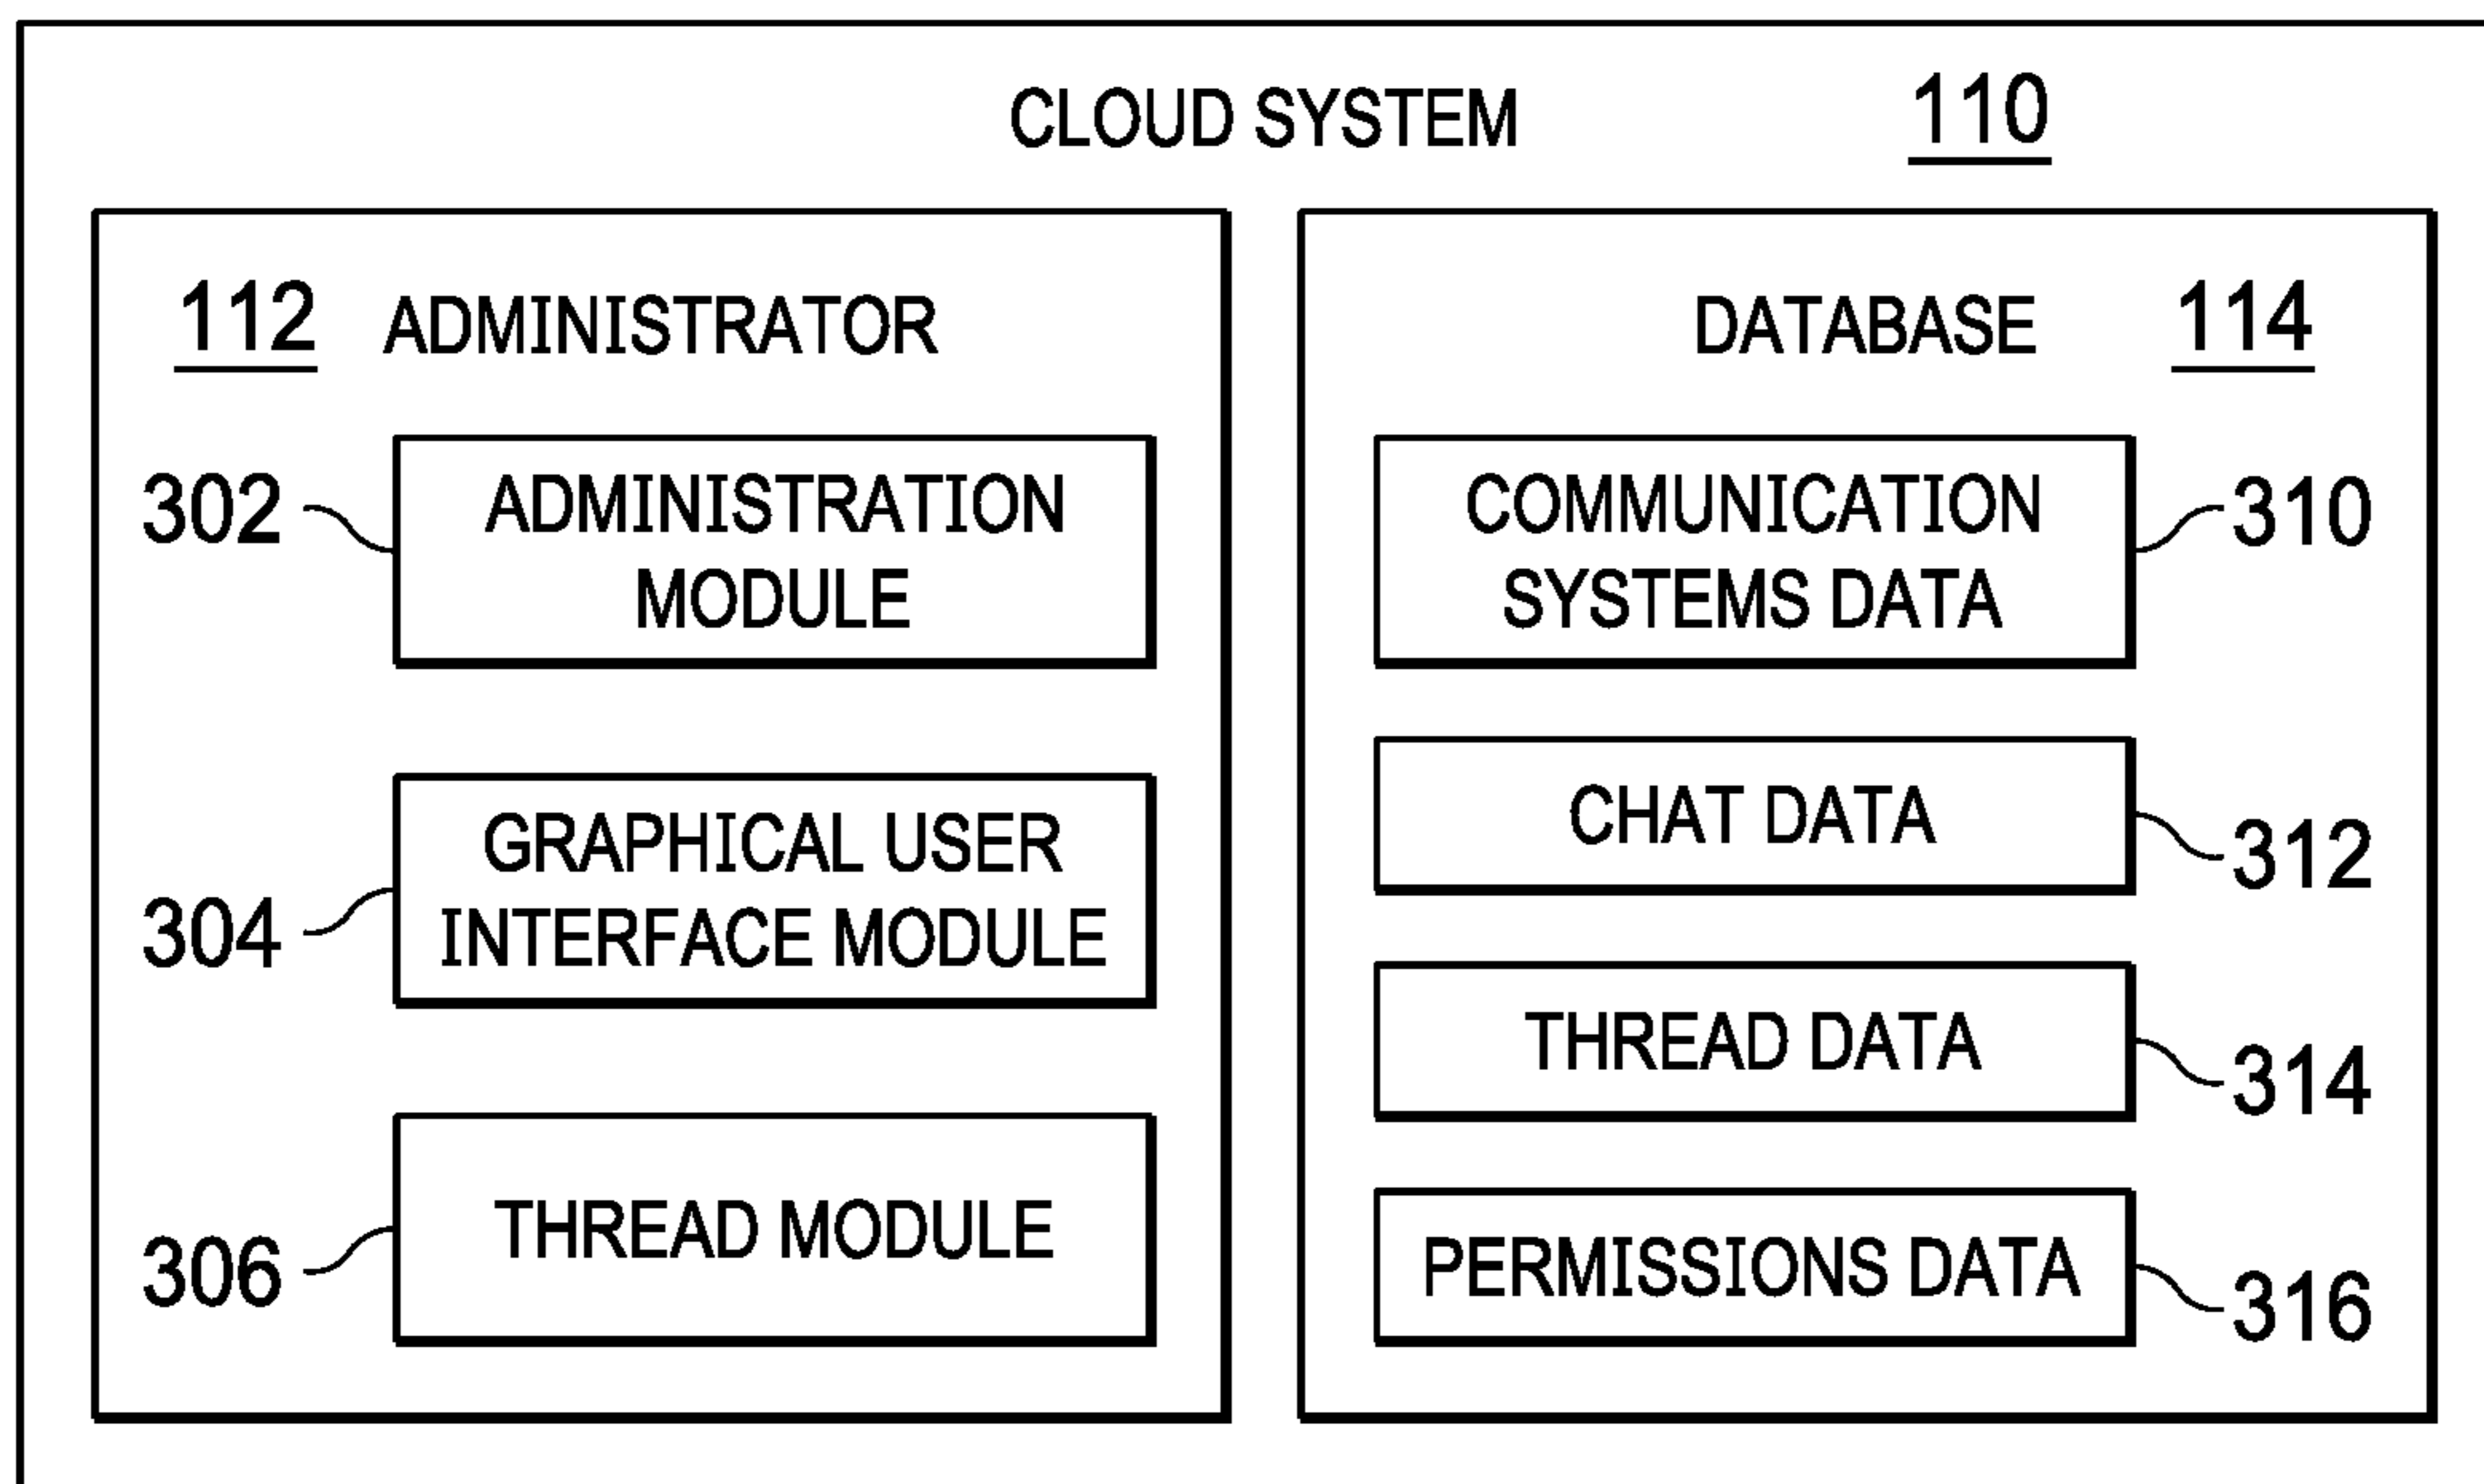 CLOUD SYSTEM 110
112 ADMINISTRATOR
302 ADMINISTRATION
MODULE
304 GRAPHICAL USER
INTERFACE MODULE
306 THREAD MODULE
DATABASE 114
COMMUNICATION
SYSTEMS DATA 310
CHAT DATA 312
THREAD DATA 314
PERMISSIONS DATA 316